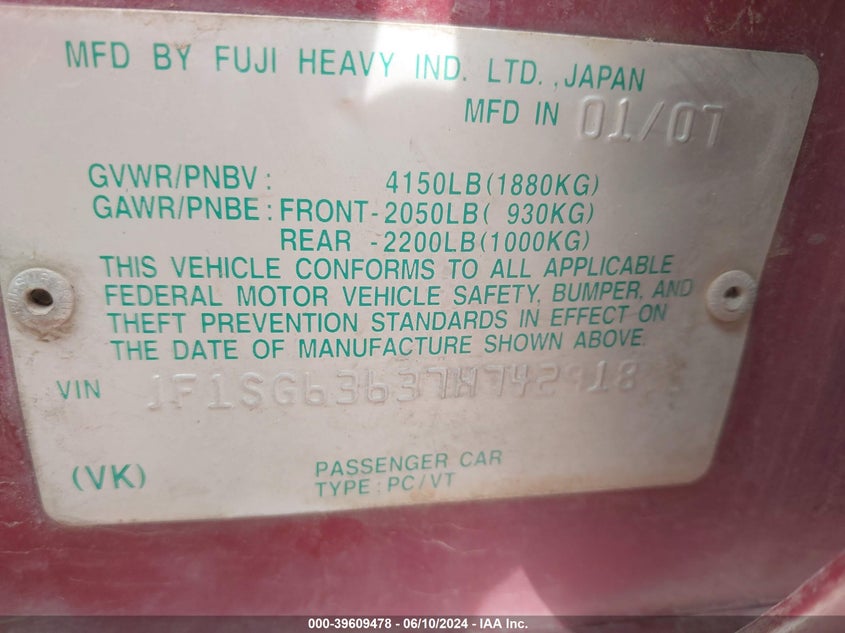 MFD BY FUJI HEAVY IND. LTD., JAPAN
MFD IN 01/07
GVWR/PNBV: 4150LB(1880KG)
GAWR/PNBE: FRONT-2050LB( 930KG)
REAR -2200LB(1000KG)
THIS VEHICLE CONFORMS TO ALL APPLICABLE
FEDERAL MOTOR VEHICLE SAFETY, BUMPER, AND
THEFT PREVENTION STANDARDS IN EFFECT ON
THE DATE OF MANUFACTURE SHOWN ABOVE.
VIN JF1SG63637H742918
(VK) PASSENGER CAR
TYPE: PC/VT
000-39609478 - 06/10/2024 - IAA Inc.